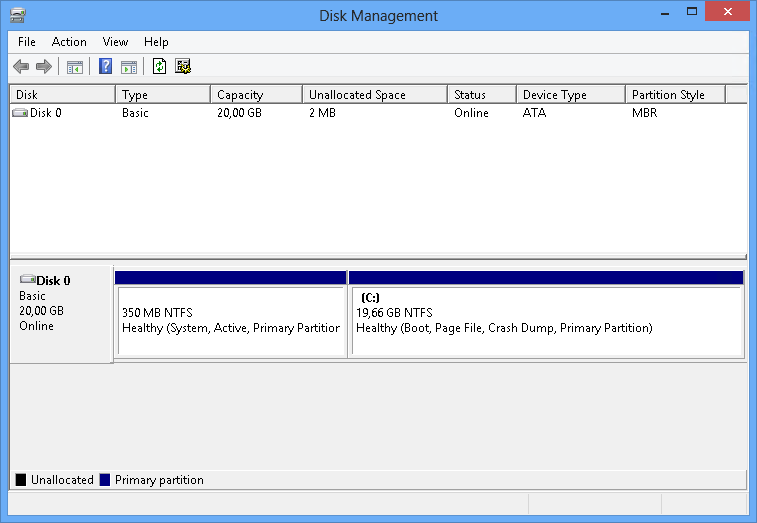 Disk Management
File Action View Help
Disk Type Capacity Unallocated Space Status Device Type Partition Style
Disk 0 Basic 20,00 GB 2 MB Online ATA MBR
Disk 0
Basic
20,00 GB
Online
350 MB NTFS
Healthy (System, Active, Primary Partition
(C:)
19,66 GB NTFS
Healthy (Boot, Page File, Crash Dump, Primary Partition)
Unallocated Primary partition